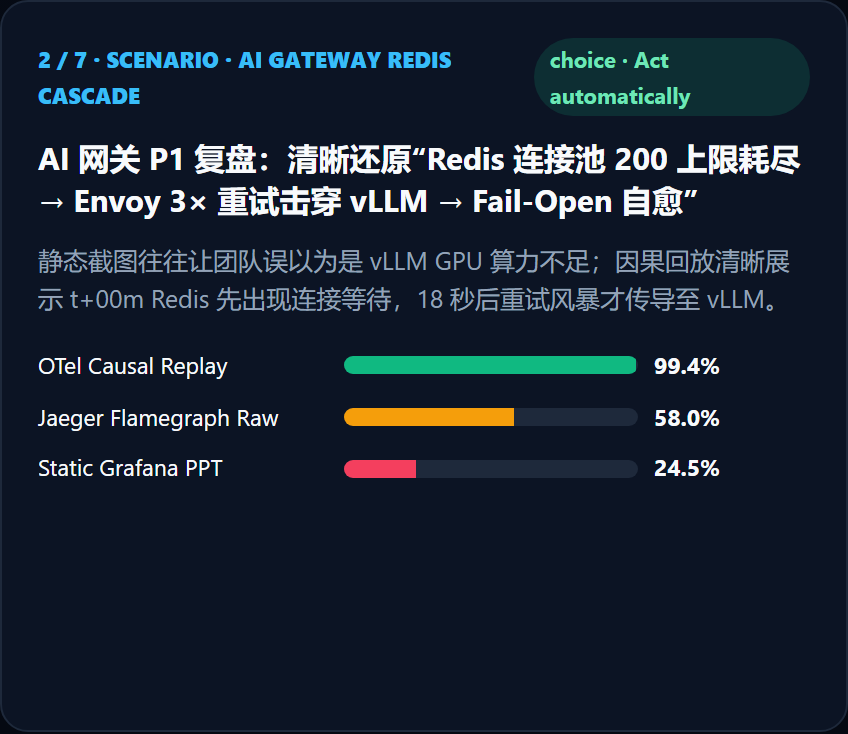 2 / 7 · SCENARIO · AI GATEWAY REDIS
CASCADE
choice · Act
automatically
AI 网关 P1 复盘：清晰还原“Redis 连接池 200 上限耗尽
→ Envoy 3× 重试击穿 vLLM → Fail-Open 自愈”
静态截图往往让团队误以为是 vLLM GPU 算力不足；因果回放清晰展
示 t+00m Redis 先出现连接等待，18 秒后重试风暴才传导至 vLLM。
OTel Causal Replay 99.4%
Jaeger Flamegraph Raw 58.0%
Static Grafana PPT 24.5%